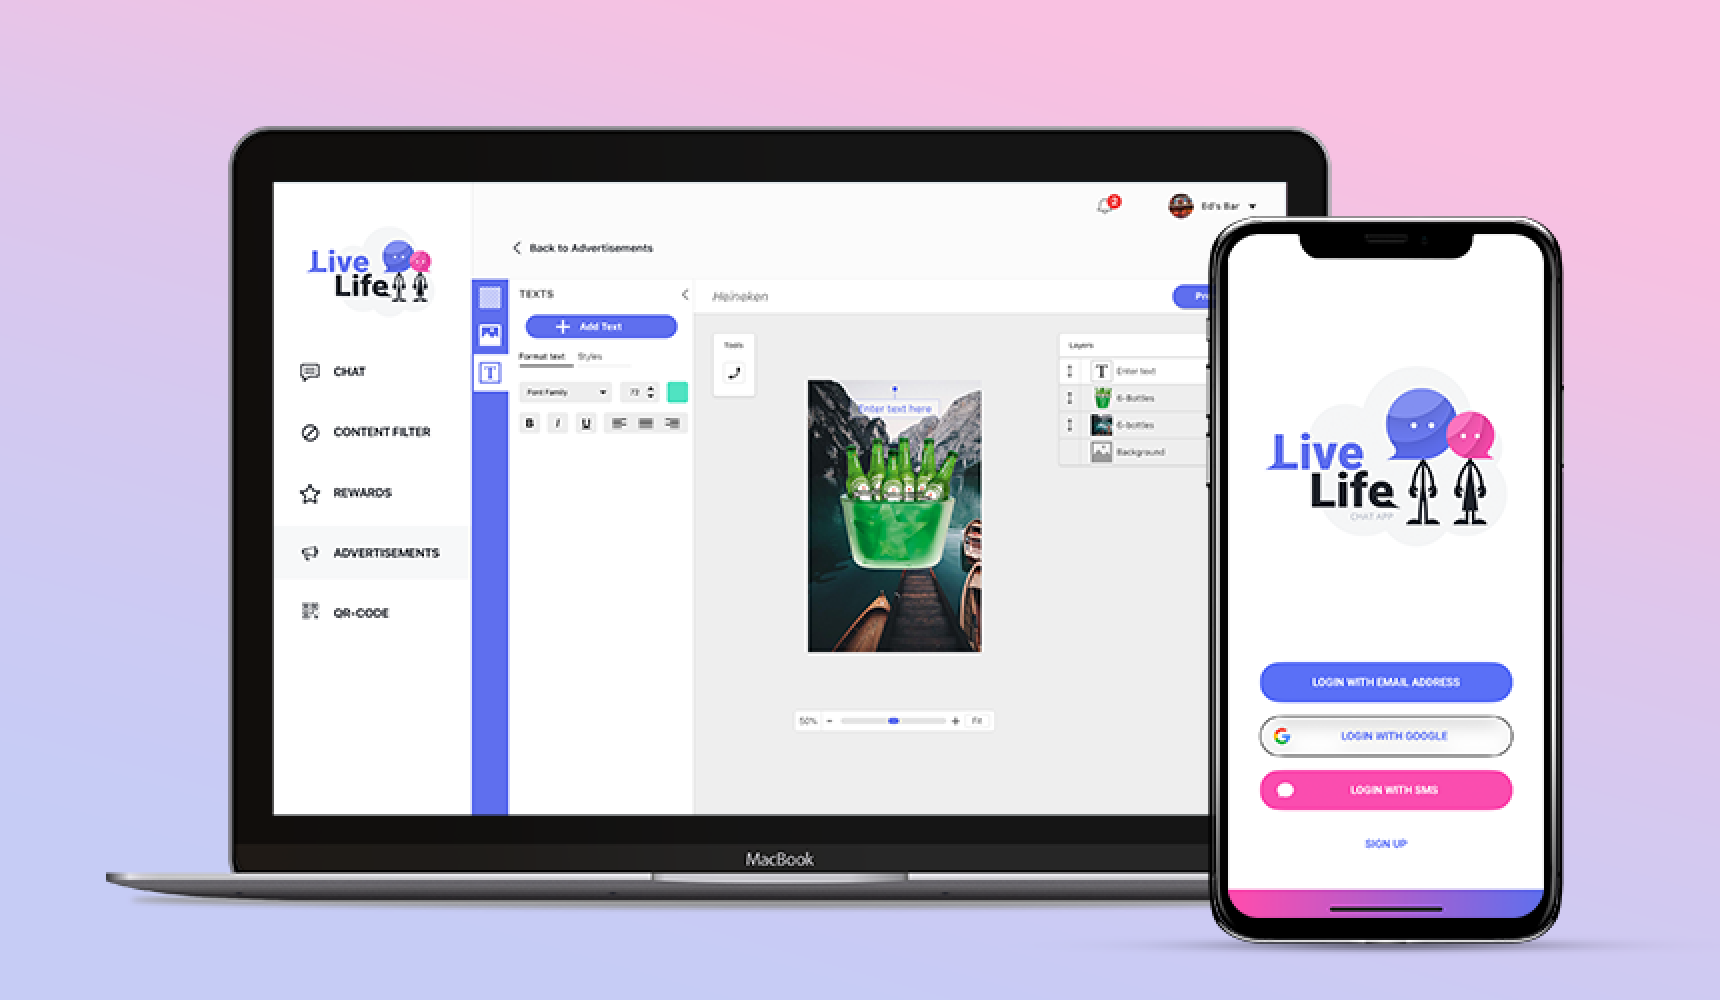 Live
Life
CHAT
CONTENT FILTER
REWARDS
ADVERTISEMENTS
QR-CODE
2
Ed's Bar
Back to Advertisements
TEXTS
Add Text
Format text Styles
Font Family 72
B I U
T
Heineken
Tools
Enter text here
50% - + Fit
Layers
T Enter text
6-Bottles
6-bottles
Background
MacBook
Live
Life
CHAT APP
LOGIN WITH EMAIL ADDRESS
G LOGIN WITH GOOGLE
LOGIN WITH SMS
SIGN UP